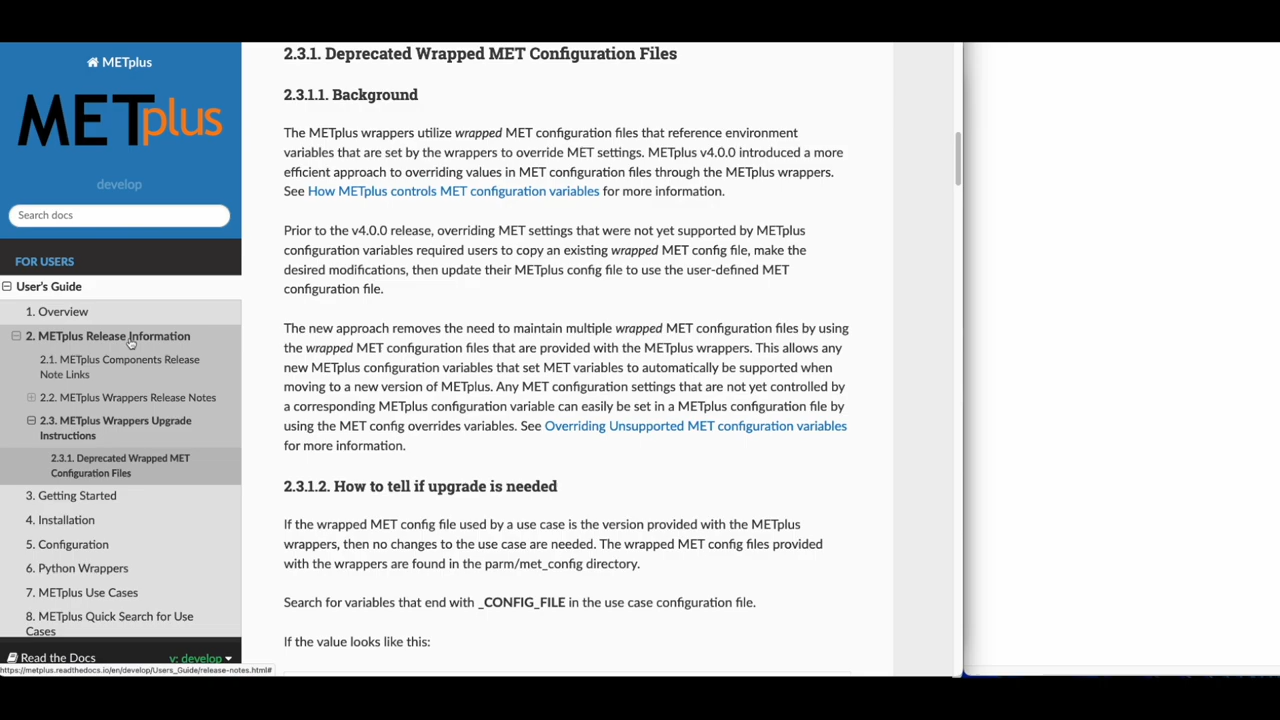 METplus
METplus
develop
Search docs
FOR USERS
User's Guide
1. Overview
2. METplus Release Information
2.1. METplus Components Release
Note Links
2.2. METplus Wrappers Release Notes
2.3. METplus Wrappers Upgrade
Instructions
2.3.1. Deprecated Wrapped MET
Configuration Files
3. Getting Started
4. Installation
5. Configuration
6. Python Wrappers
7. METplus Use Cases
8. METplus Quick Search for Use
Cases
Read the Docs
v: develop
https://metplus.readthedocs.io/en/develop/Users_Guide/release-notes.html#
2.3.1. Deprecated Wrapped MET Configuration Files
2.3.1.1. Background
The METplus wrappers utilize wrapped MET configuration files that reference environment
variables that are set by the wrappers to override MET settings. METplus v4.0.0 introduced a more
efficient approach to overriding values in MET configuration files through the METplus wrappers.
See How METplus controls MET configuration variables for more information.
Prior to the v4.0.0 release, overriding MET settings that were not yet supported by METplus
configuration variables required users to copy an existing wrapped MET config file, make the
desired modifications, then update their METplus config file to use the user-defined MET
configuration file.
The new approach removes the need to maintain multiple wrapped MET configuration files by using
the wrapped MET configuration files that are provided with the METplus wrappers. This allows any
new METplus configuration variables that set MET variables to automatically be supported when
moving to a new version of METplus. Any MET configuration settings that are not yet controlled by
a corresponding METplus configuration variable can easily be set in a METplus configuration file by
using the MET config overrides variables. See Overriding Unsupported MET configuration variables
for more information.
2.3.1.2. How to tell if upgrade is needed
If the wrapped MET config file used by a use case is the version provided with the METplus
wrappers, then no changes to the use case are needed. The wrapped MET config files provided
with the wrappers are found in the parm/met_config directory.
Search for variables that end with _CONFIG_FILE in the use case configuration file.
If the value looks like this: